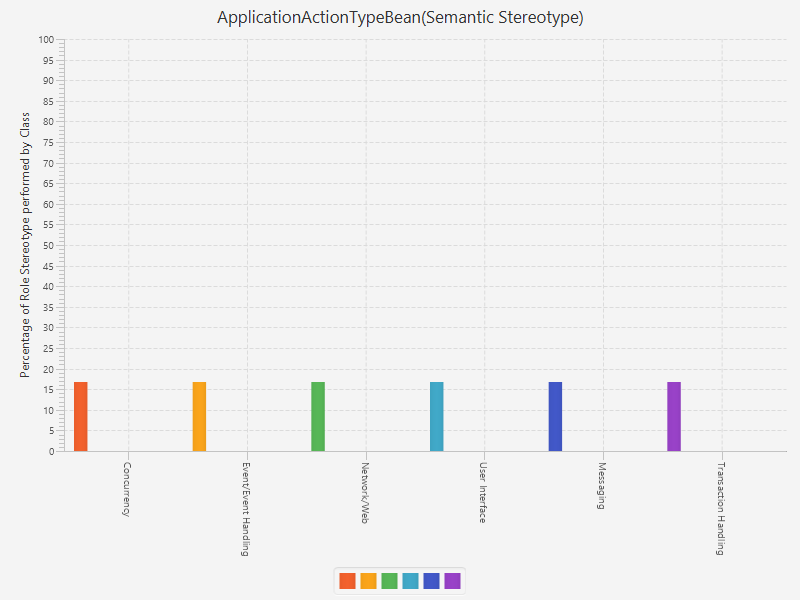 ApplicationActionTypeBean(Semantic Stereotype)
Percentage of Role Stereotype performed by Class
100
95
90
85
80
75
70
65
60
55
50
45
40
35
30
25
20
15
10
5
0
Concurrency
Event/Event Handling
Network/Web
User Interface
Messaging
Transaction Handling